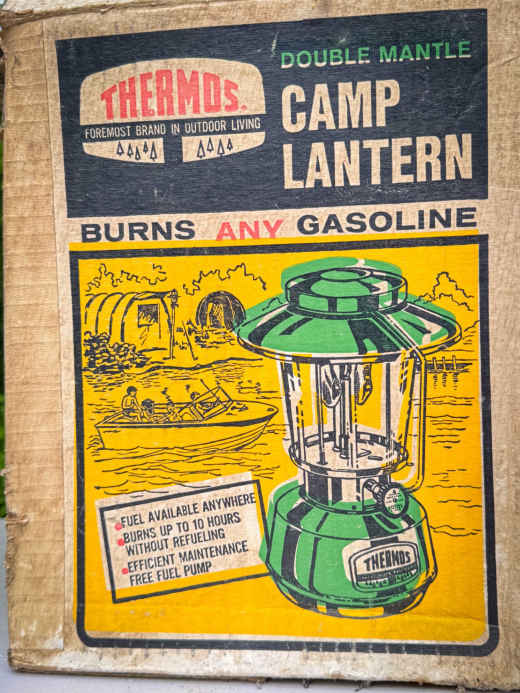 THERMOS.
FOREMOST BRAND IN OUTDOOR LIVING
DOUBLE MANTLE
CAMP
LANTERN
BURNS ANY GASOLINE
FUEL AVAILABLE ANYWHERE
BURNS UP TO 10 HOURS
WITHOUT REFUELING
EFFICIENT MAINTENANCE
FREE FUEL PUMP
THERMOS